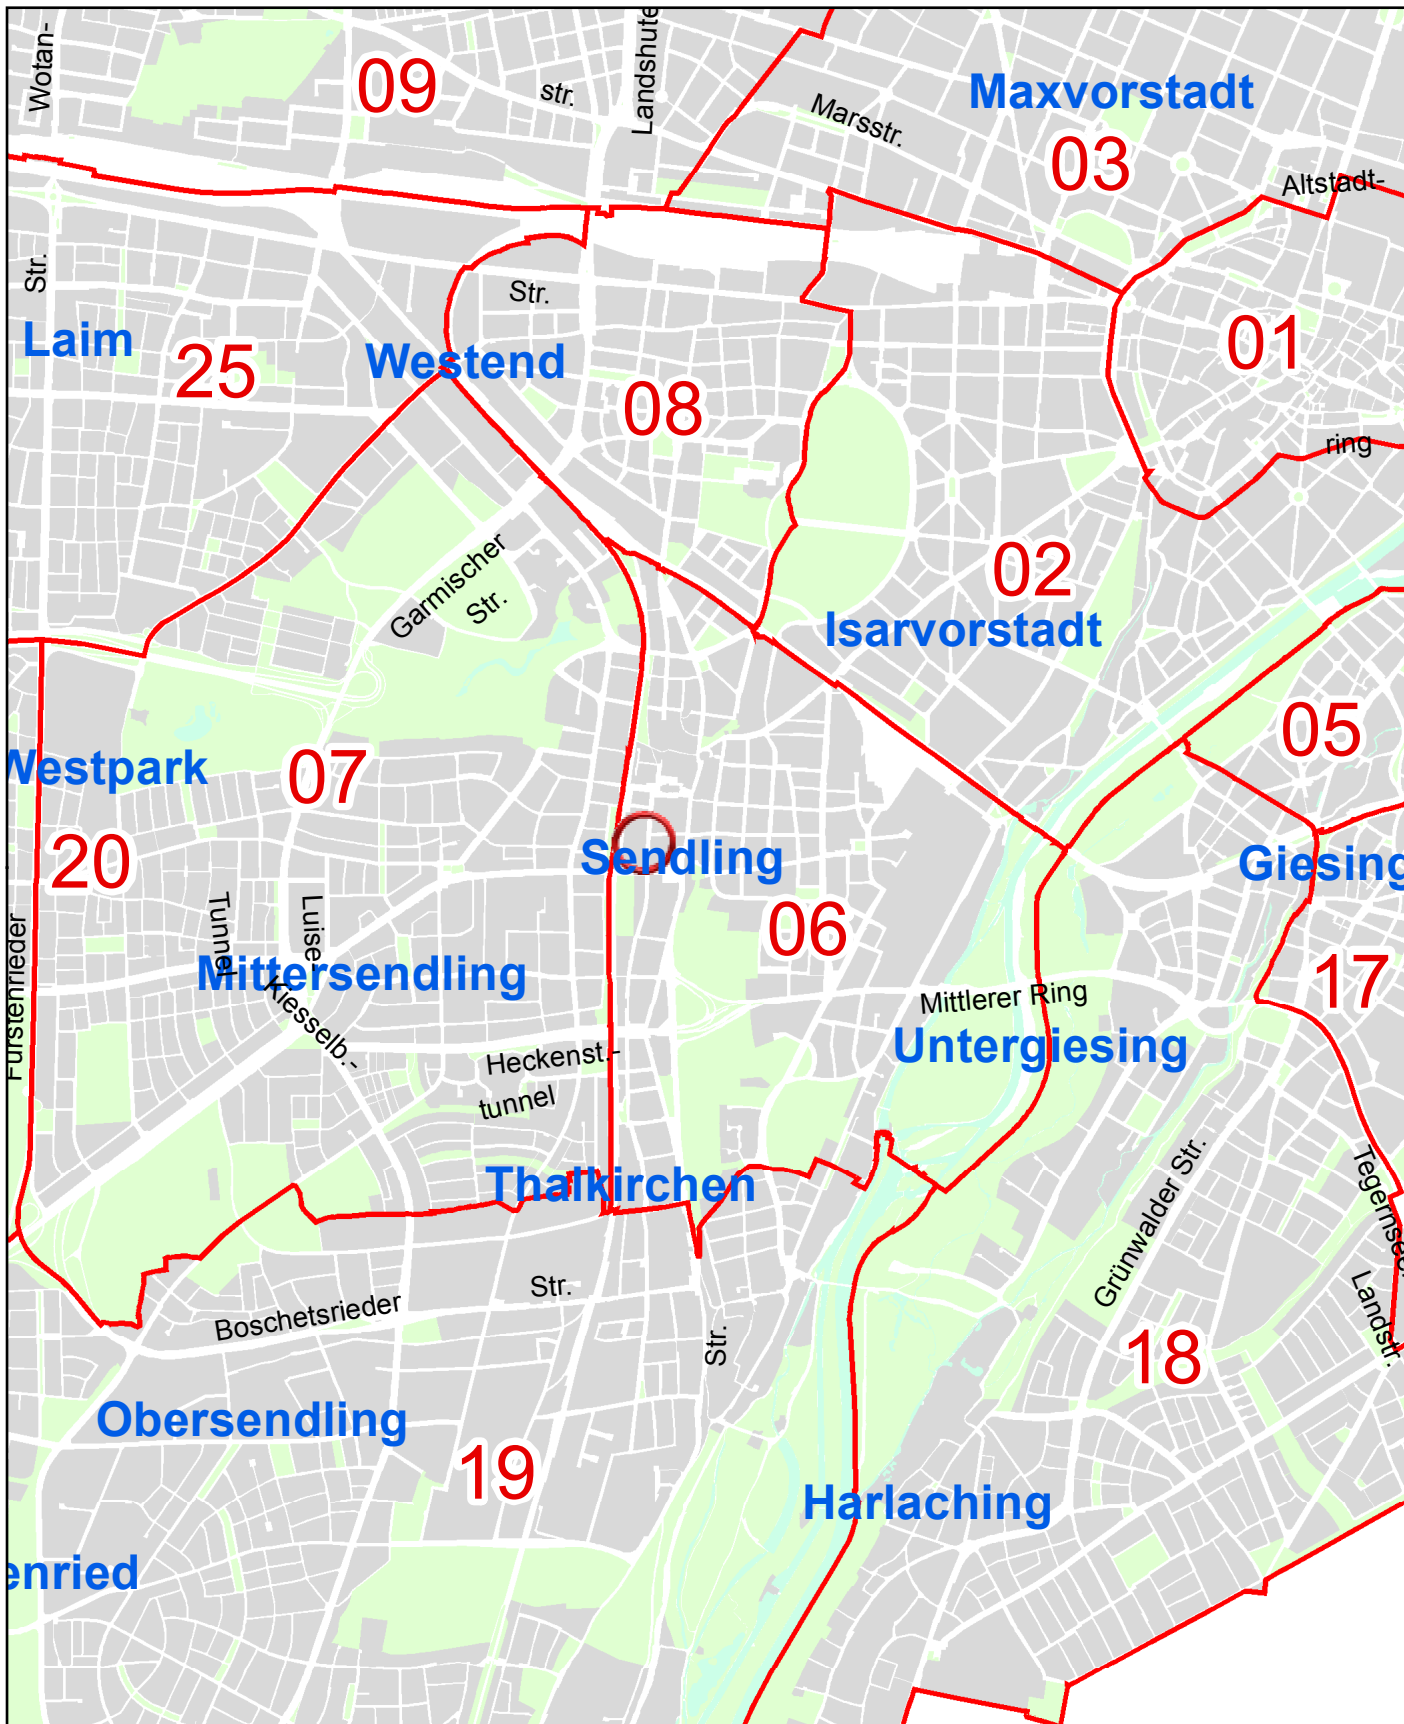 Wotan-
09
str.
Landshute
Maxvorstadt
Marsstr.
03
Altstadt-
Str.
Str.
Laim
25
Westend
08
01
ring
Garmischer
Str.
02
Isarvorstadt
05
Westpark
07
20
Sendling
Giesing
06
Tunnel
Luise-
Fürstenrieder
Mittersendling
Kiesselb.-
17
Mittlerer Ring
Untergiesing
Heckenst.-
tunnel
Thalkirchen
Grünwalder Str.
Tegernseer
Landstr.
Str.
Boschetsrieder
Str.
18
Obersendling
19
Harlaching
enried